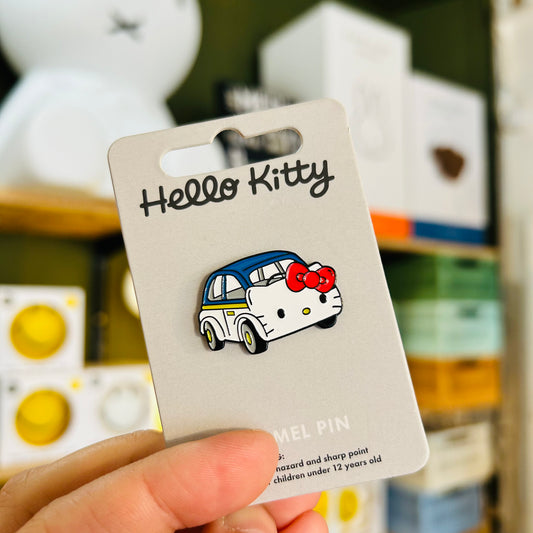 Hello Kitty
MEL PIN
G:
hazard and sharp point
children under 12 years old